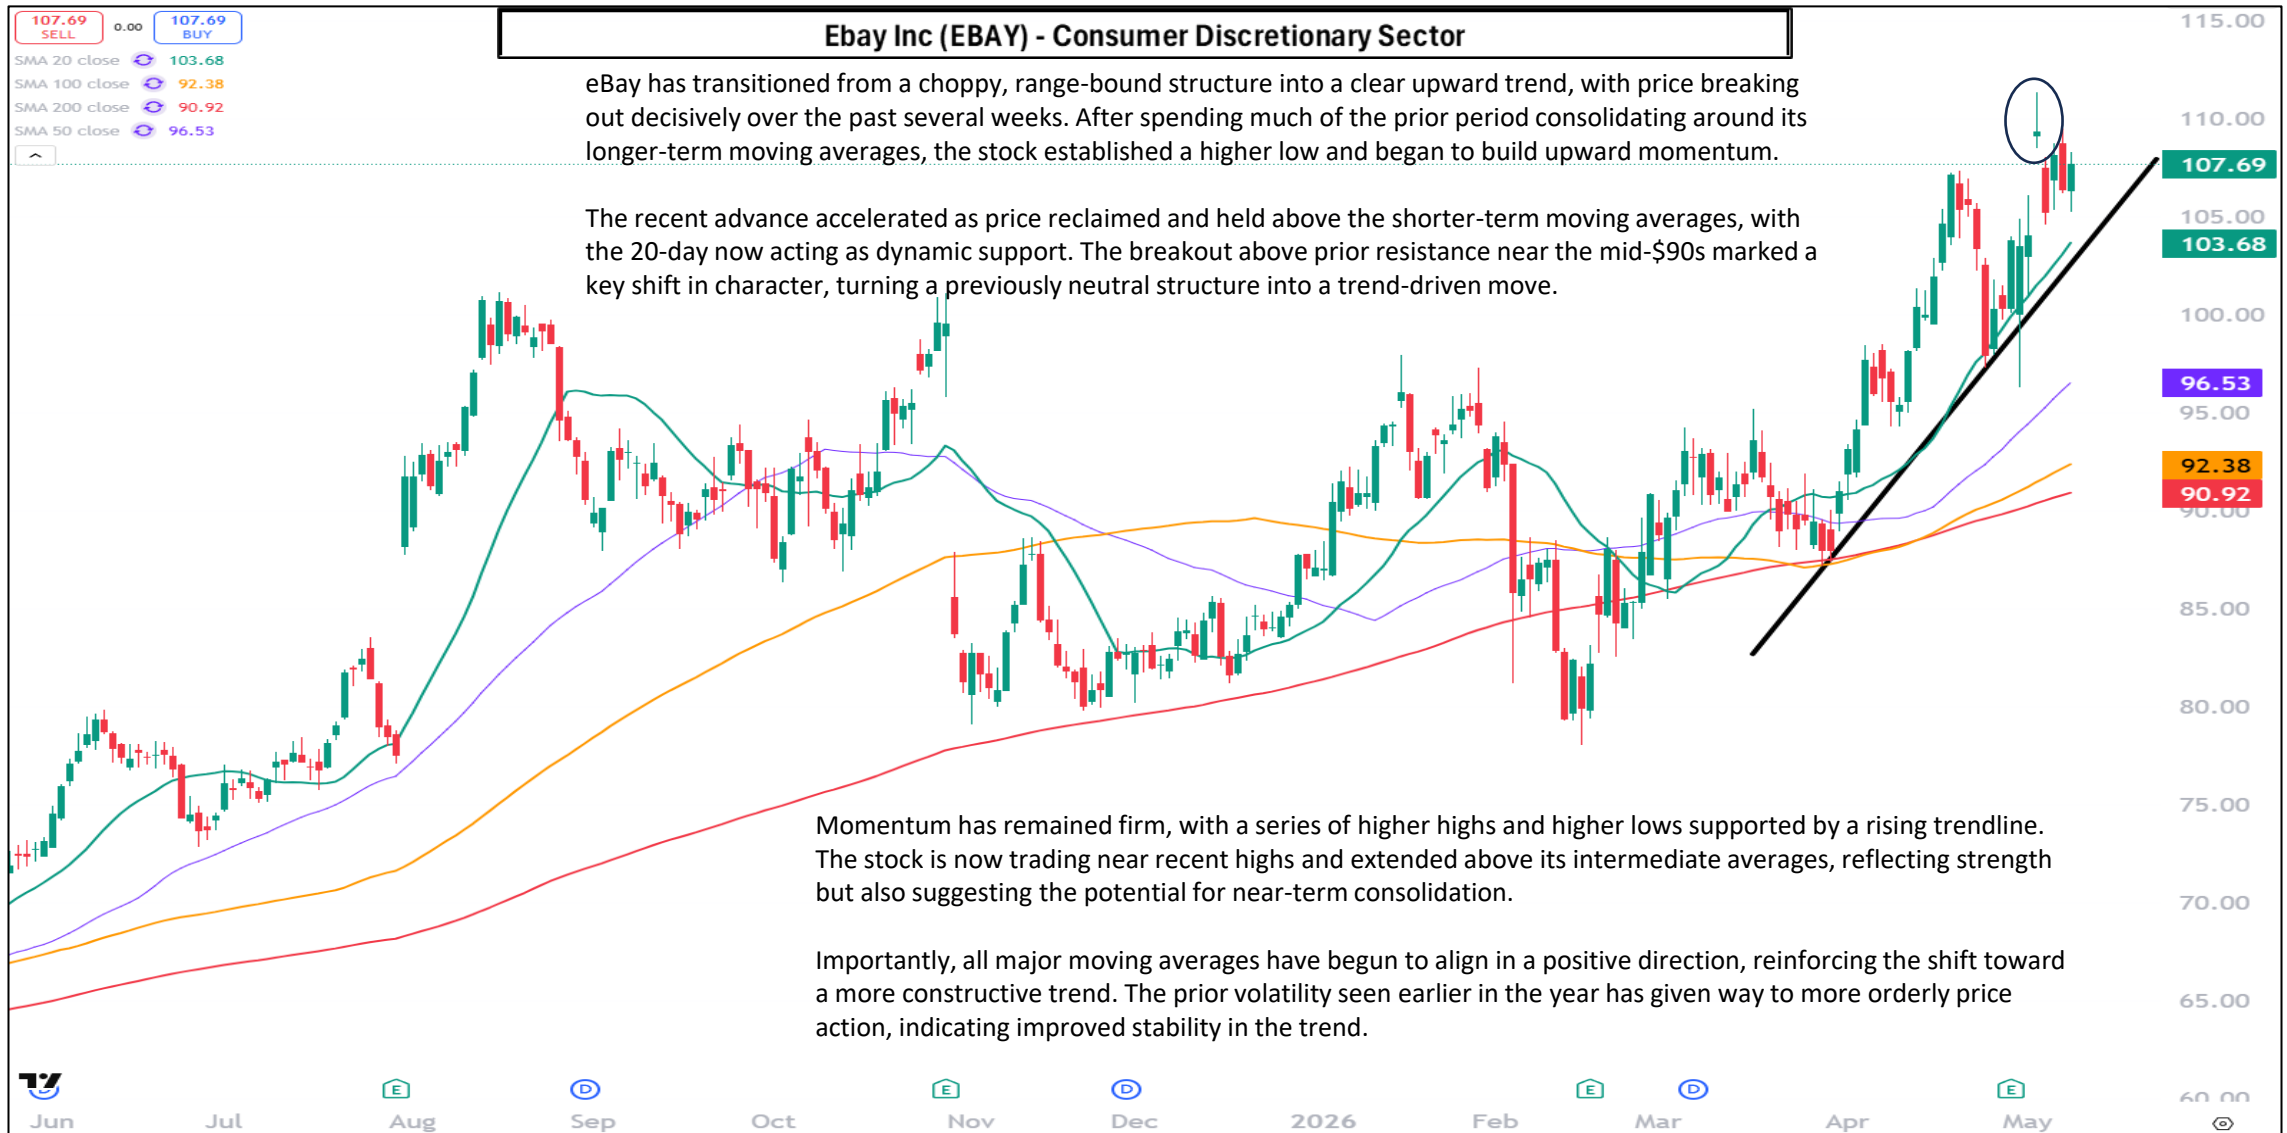 Ebay Inc (EBAY) - Consumer Discretionary Sector
107.69
SELL
0.00
107.69
BUY
SMA 20 close 103.68
SMA 100 close 92.38
SMA 200 close 90.92
SMA 50 close 96.53
eBay has transitioned from a choppy, range-bound structure into a clear upward trend, with price breaking
out decisively over the past several weeks. After spending much of the prior period consolidating around its
longer-term moving averages, the stock established a higher low and began to build upward momentum.
The recent advance accelerated as price reclaimed and held above the shorter-term moving averages, with
the 20-day now acting as dynamic support. The breakout above prior resistance near the mid-$90s marked a
key shift in character, turning a previously neutral structure into a trend-driven move.
Momentum has remained firm, with a series of higher highs and higher lows supported by a rising trendline.
The stock is now trading near recent highs and extended above its intermediate averages, reflecting strength
but also suggesting the potential for near-term consolidation.
Importantly, all major moving averages have begun to align in a positive direction, reinforcing the shift toward
a more constructive trend. The prior volatility seen earlier in the year has given way to more orderly price
action, indicating improved stability in the trend.
115.00
110.00
107.69
105.00
103.68
100.00
96.53
95.00
92.38
90.92
90.00
85.00
80.00
75.00
70.00
65.00
60.00
D E D E D E D E
Jun Jul Aug Sep Oct Nov Dec 2026 Feb Mar Apr May